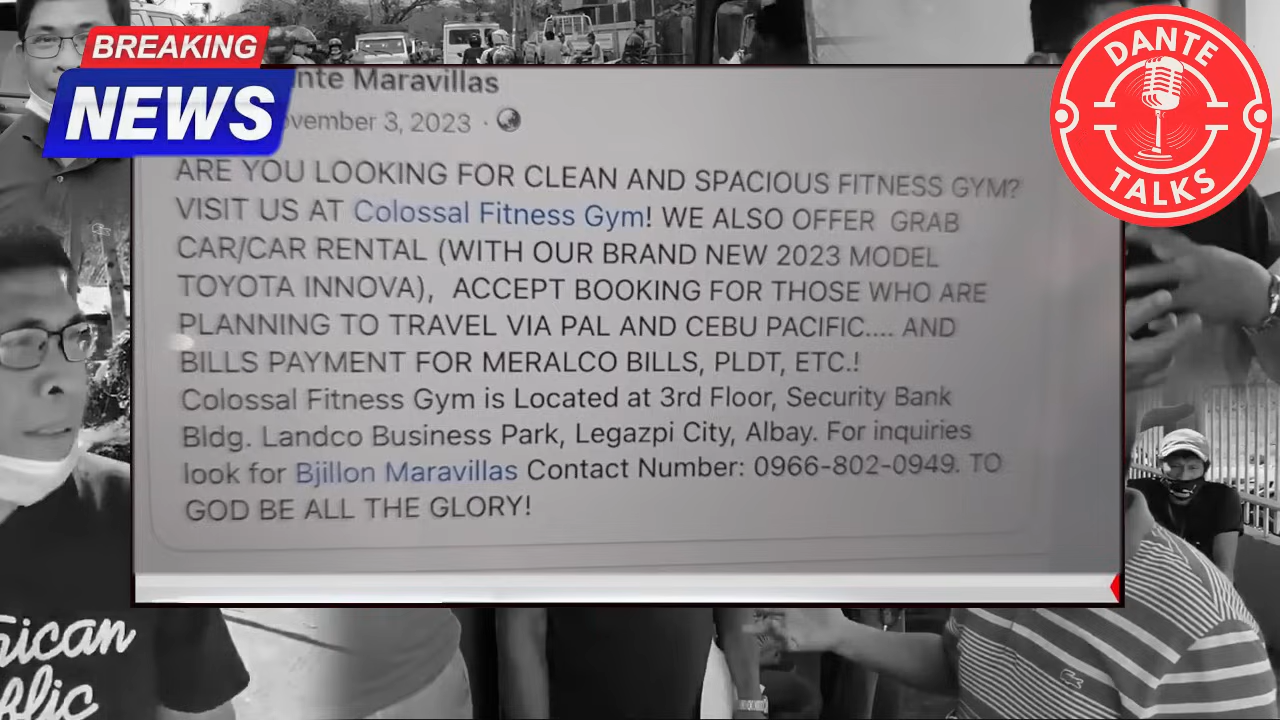 BREAKING
NEWS
DANTE
TALKS
nte Maravillas
ovember 3, 2023 ·
ARE YOU LOOKING FOR CLEAN AND SPACIOUS FITNESS GYM?
VISIT US AT Colossal Fitness Gym! WE ALSO OFFER GRAB
CAR/CAR RENTAL (WITH OUR BRAND NEW 2023 MODEL
TOYOTA INNOVA), ACCEPT BOOKING FOR THOSE WHO ARE
PLANNING TO TRAVEL VIA PAL AND CEBU PACIFIC.... AND
BILLS PAYMENT FOR MERALCO BILLS, PLDT, ETC.!
Colossal Fitness Gym is Located at 3rd Floor, Security Bank
Bldg. Landco Business Park, Legazpi City, Albay. For inquiries
look for Bjillon Maravillas Contact Number: 0966-802-0949. TO
GOD BE ALL THE GLORY!
rican